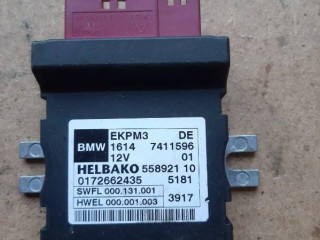 BMW
EKPM3 DE
1614 7411596
12V 01
HELBAKO 558921 10
0172662435 5181
SWFL 000.131.001
HWEL 000.001.003 3917